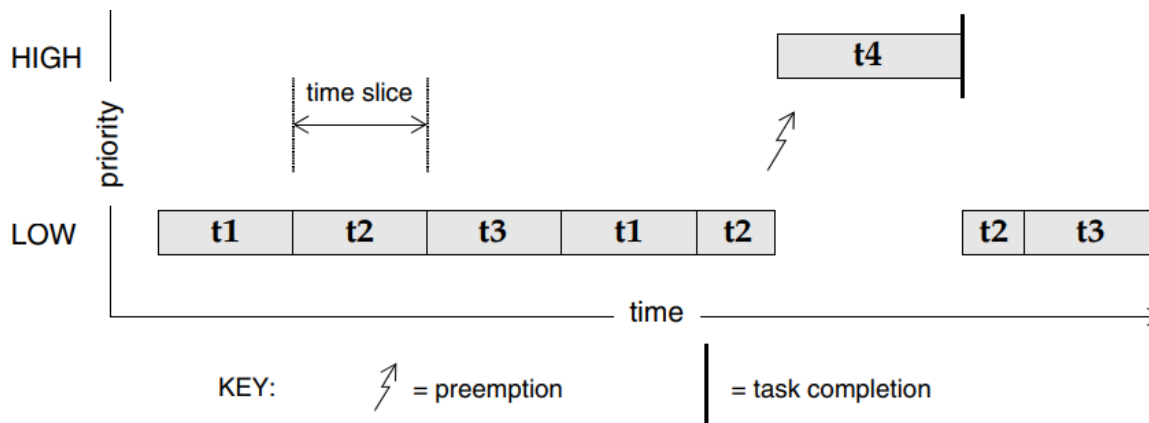 HIGH
t4
time slice
priority
LOW
t1 t2 t3 t1 t2 t2 t3
time
KEY: = preemption = task completion